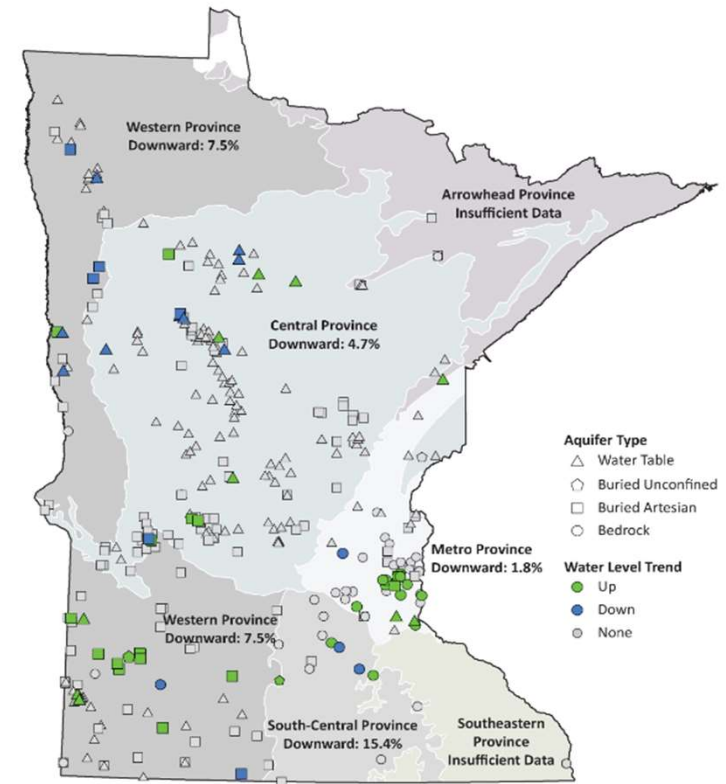 Western Province
Downward: 7.5%
Arrowhead Province
Insufficient Data
Central Province
Downward: 4.7%
Aquifer Type
Water Table
Buried Unconfined
Buried Artesian
Bedrock
Metro Province
Downward: 1.8%
Water Level Trend
Up
Down
None
Western Province
Downward: 7.5%
South-Central Province
Downward: 15.4%
Southeastern
Province
Insufficient Data